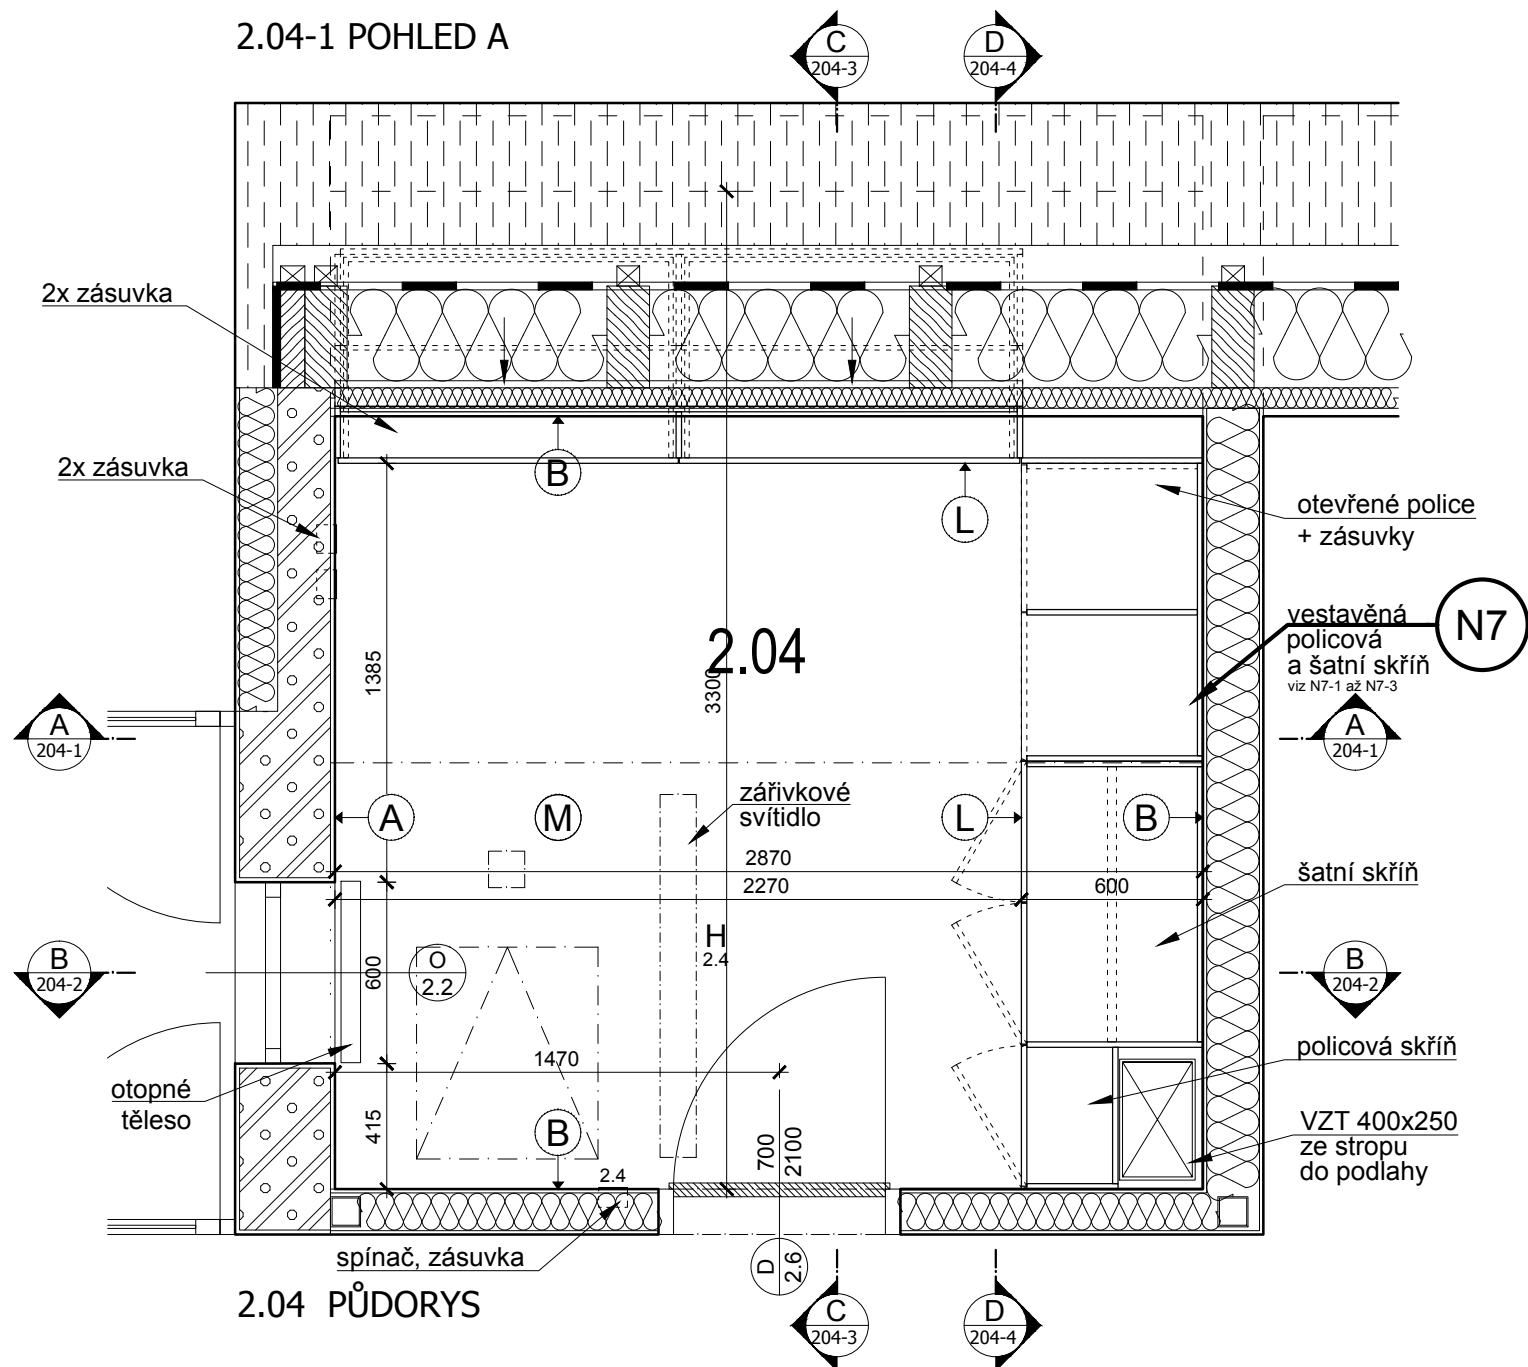 2.04-1 POHLED A
C
204-3
D
204-4
2x zásuvka
2x zásuvka
B
L
otevřené police
+ zásuvky
vestavěná
policová
a šatní skříň
viz N7-1 až N7-3
N7
2.04
1385
3300
A
204-1
A
204-1
zářivkové
svítidlo
A
M
L
B
2870
2270
600
šatní skříň
H
2.4
B
204-2
O
2.2
600
B
204-2
1470
policová skříň
otopné
těleso
415
B
700
2100
VZT 400x250
ze stropu
do podlahy
2.4
spínač, zásuvka
D
2.6
2.04 PŮDORYS
C
204-3
D
204-4